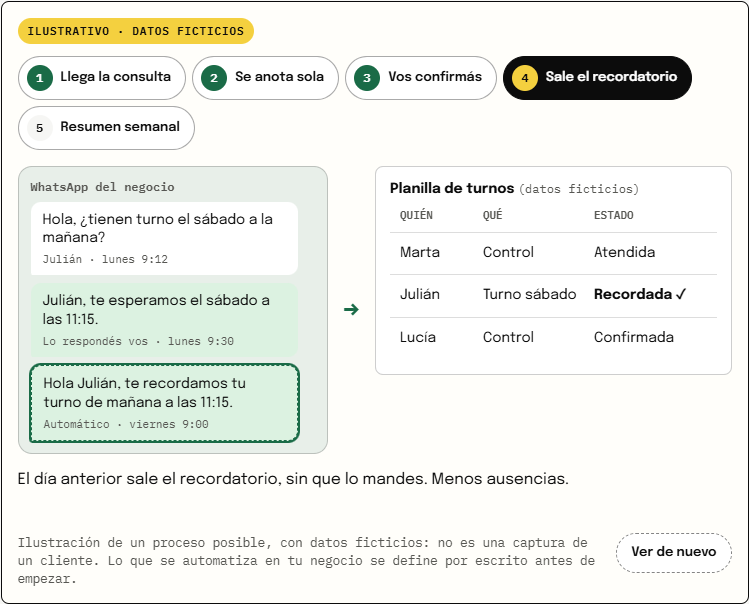 ILUSTRATIVO · DATOS FICTICIOS
1 Llega la consulta
2 Se anota sola
3 Vos confirmás
4 Sale el recordatorio
5 Resumen semanal
WhatsApp del negocio
Hola, ¿tienen turno el sábado a la
mañana?
Julián · lunes 9:12
Julián, te esperamos el sábado a
las 11:15.
Lo respondés vos · lunes 9:30
Hola Julián, te recordamos tu
turno de mañana a las 11:15.
Automático · viernes 9:00
→
Planilla de turnos (datos ficticios)
QUIÉN QUÉ ESTADO
Marta Control Atendida
Julián Turno sábado Recordada ✓
Lucía Control Confirmada
El día anterior sale el recordatorio, sin que lo mandes. Menos ausencias.
Ilustración de un proceso posible, con datos ficticios: no es una captura de
un cliente. Lo que se automatiza en tu negocio se define por escrito antes de
empezar.
Ver de nuevo